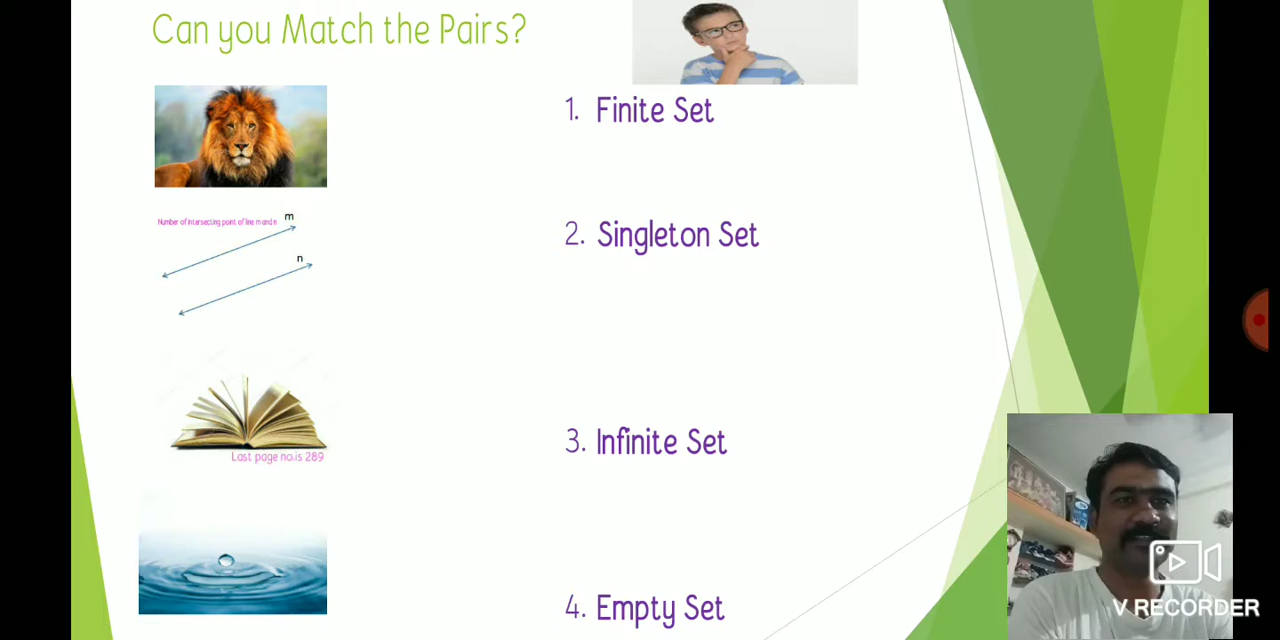 Can you Match the Pairs?
1. Finite Set
Number of intersecting point of line m and n
m
n
2. Singleton Set
Last page no.is 289
3. Infinite Set
4. Empty Set
V RECORDER